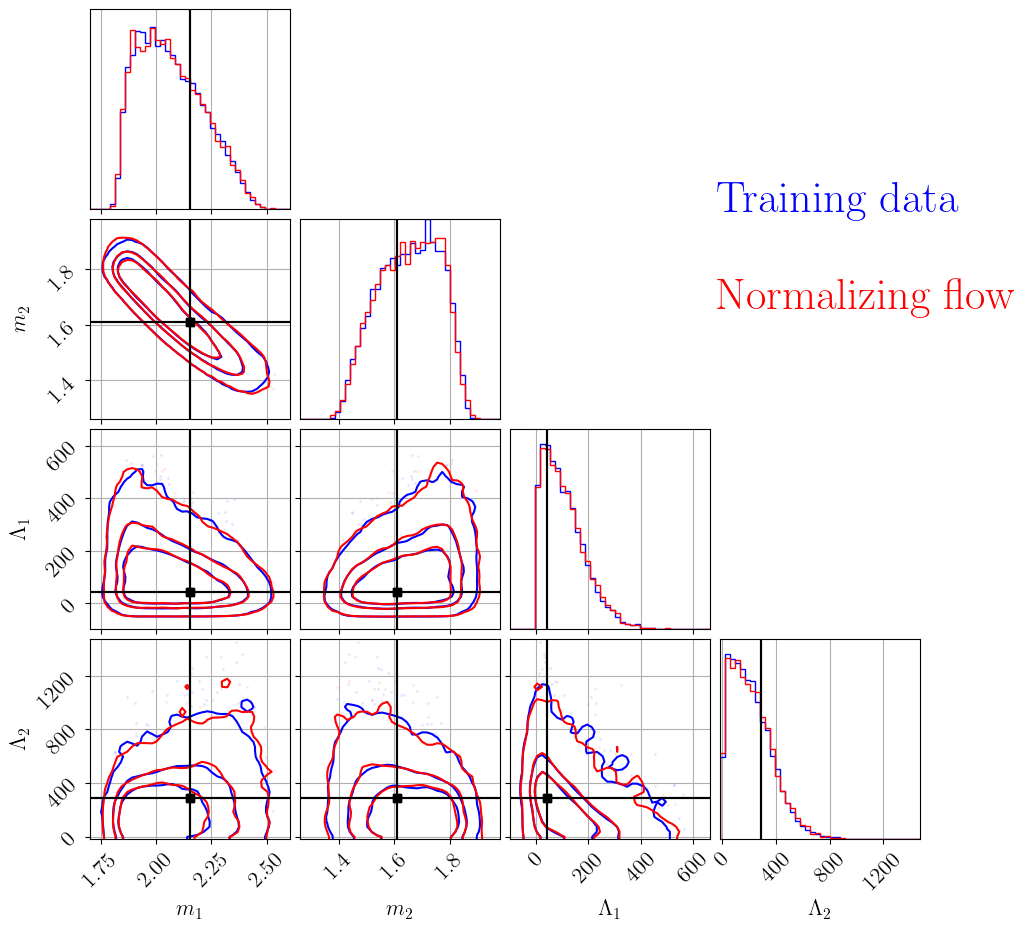 Training data
Normalizing flow
m₂
1.8
1.6
1.4
Λ₁
600
400
200
0
Λ₂
1200
800
400
0
1.75 2.00 2.25 2.50
1.4 1.6 1.8
0 200 400 600
0 400 800 1200
m₁ m₂ Λ₁ Λ₂